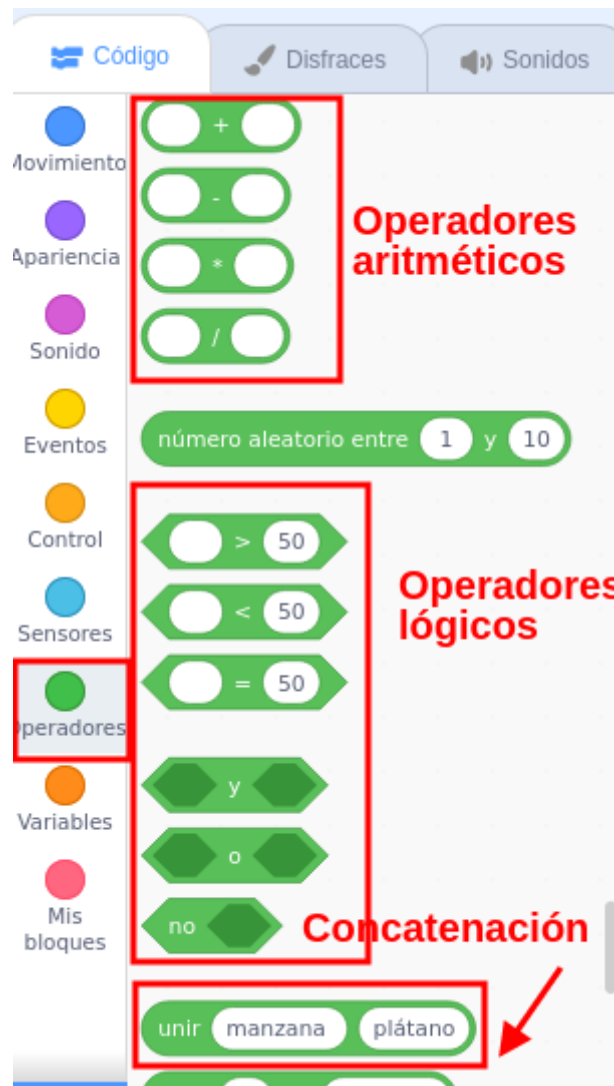 Código Disfraces Sonidos
Movimiento
Apariencia
Sonido
Eventos
Control
Sensores
Operadores
Variables
Mis
bloques
+
-
*
/
Operadores
aritméticos
número aleatorio entre 1 y 10
> 50
< 50
= 50
Operadores
lógicos
y
o
no
Concatenación
unir manzana plátano